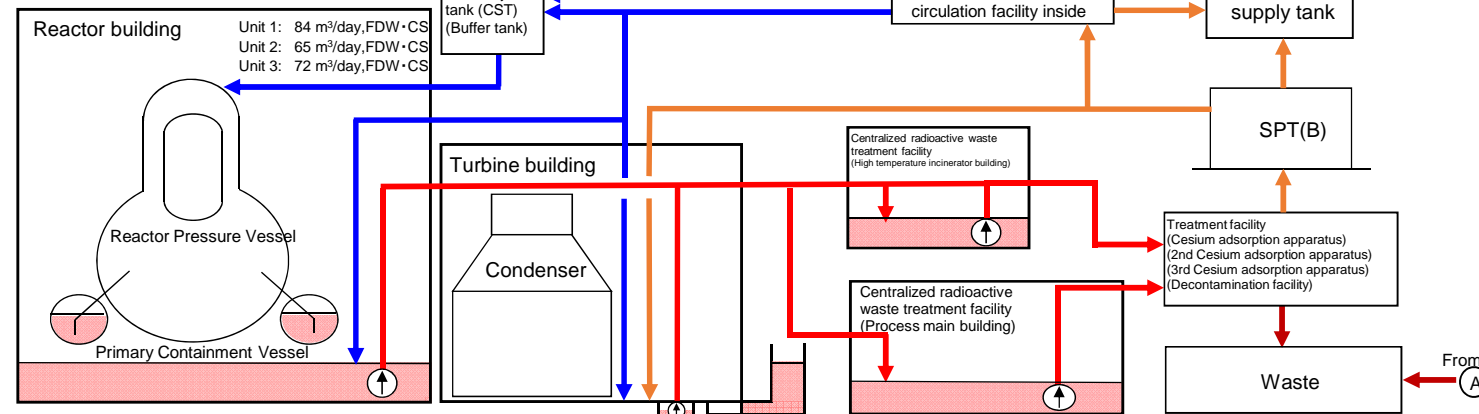 tank (CST)
(Buffer tank)
circulation facility inside
supply tank
Reactor building
Unit 1: 84 m³/day,FDW・CS
Unit 2: 65 m³/day,FDW・CS
Unit 3: 72 m³/day,FDW・CS
SPT(B)
Centralized radioactive waste
treatment facility
(High temperature incinerator building)
Turbine building
Reactor Pressure Vessel
Condenser
Treatment facility
(Cesium adsorption apparatus)
(2nd Cesium adsorption apparatus)
(3rd Cesium adsorption apparatus)
(Decontamination facility)
Centralized radioactive
waste treatment facility
(Process main building)
Primary Containment Vessel
Waste
From
A